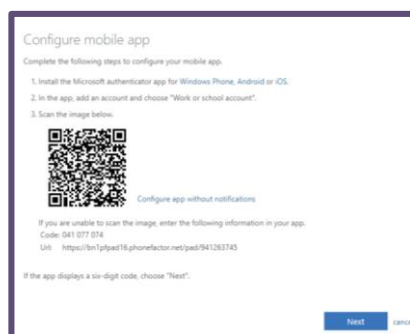 Configure mobile app
Complete the following steps to configure your mobile app.
1. Install the Microsoft authenticator app for Windows Phone, Android or iOS.
2. In the app, add an account and choose "Work or school account".
3. Scan the image below.
Configure app without notifications
If you are unable to scan the image, enter the following information in your app.
Code: 041 077 074
Url: https://bn1pfpad16.phonefactor.net/pad/941263745
If the app displays a six-digit code, choose "Next".
Next cance